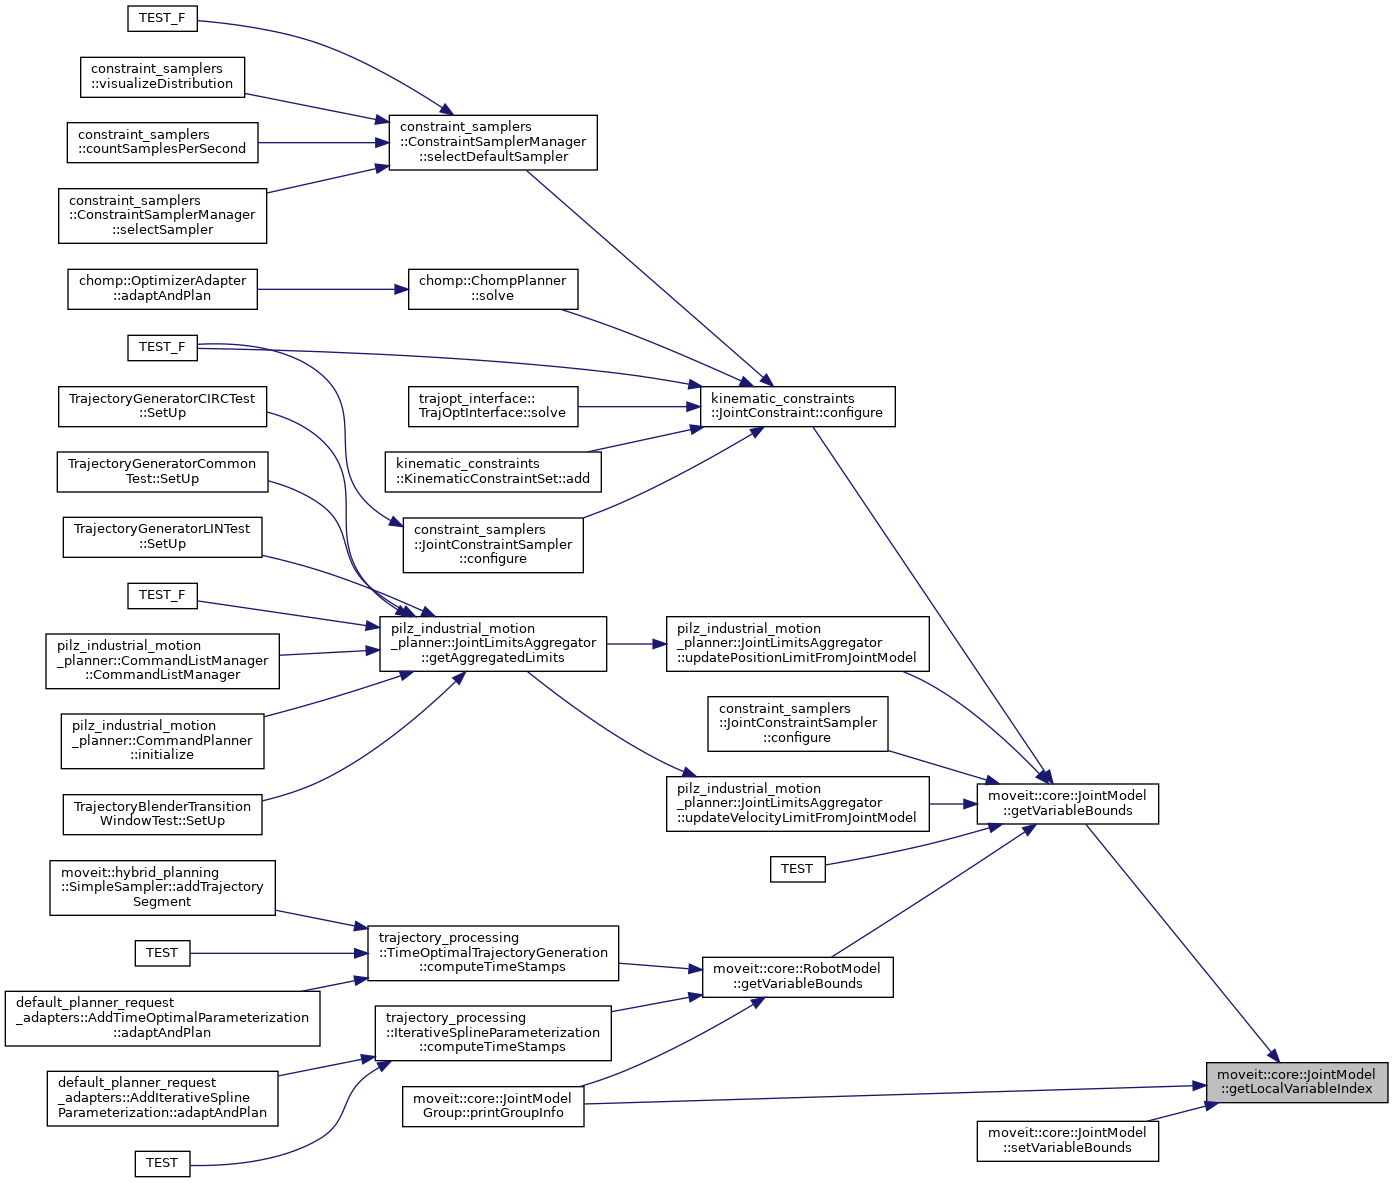 TEST_F
constraint_samplers
::visualizeDistribution
constraint_samplers
::countSamplesPerSecond
constraint_samplers
::ConstraintSamplerManager
::selectSampler
constraint_samplers
::ConstraintSamplerManager
::selectDefaultSampler
chomp::OptimizerAdapter
::adaptAndPlan
chomp::ChompPlanner
::solve
TEST_F
TrajectoryGeneratorCIRCTest
::SetUp
trajopt_interface::
TrajOptInterface::solve
kinematic_constraints
::JointConstraint::configure
TrajectoryGeneratorCommon
Test::SetUp
kinematic_constraints
::KinematicConstraintSet::add
TrajectoryGeneratorLINTest
::SetUp
constraint_samplers
::JointConstraintSampler
::configure
TEST_F
pilz_industrial_motion
_planner::CommandListManager
::CommandListManager
pilz_industrial_motion
_planner::JointLimitsAggregator
::getAggregatedLimits
pilz_industrial_motion
_planner::JointLimitsAggregator
::updatePositionLimitFromJointModel
pilz_industrial_motion
_planner::CommandPlanner
::initialize
constraint_samplers
::JointConstraintSampler
::configure
TrajectoryBlenderTransition
WindowTest::SetUp
pilz_industrial_motion
_planner::JointLimitsAggregator
::updateVelocityLimitFromJointModel
moveit::core::JointModel
::getVariableBounds
TEST
moveit::hybrid_planning
::SimpleSampler::addTrajectory
Segment
TEST
trajectory_processing
::TimeOptimalTrajectoryGeneration
::computeTimeStamps
moveit::core::RobotModel
::getVariableBounds
default_planner_request
_adapters::AddTimeOptimalParameterization
::adaptAndPlan
trajectory_processing
::IterativeSplineParameterization
::computeTimeStamps
default_planner_request
_adapters::AddIterativeSpline
Parameterization::adaptAndPlan
moveit::core::JointModel
Group::printGroupInfo
moveit::core::JointModel
::getLocalVariableIndex
moveit::core::JointModel
::setVariableBounds
TEST